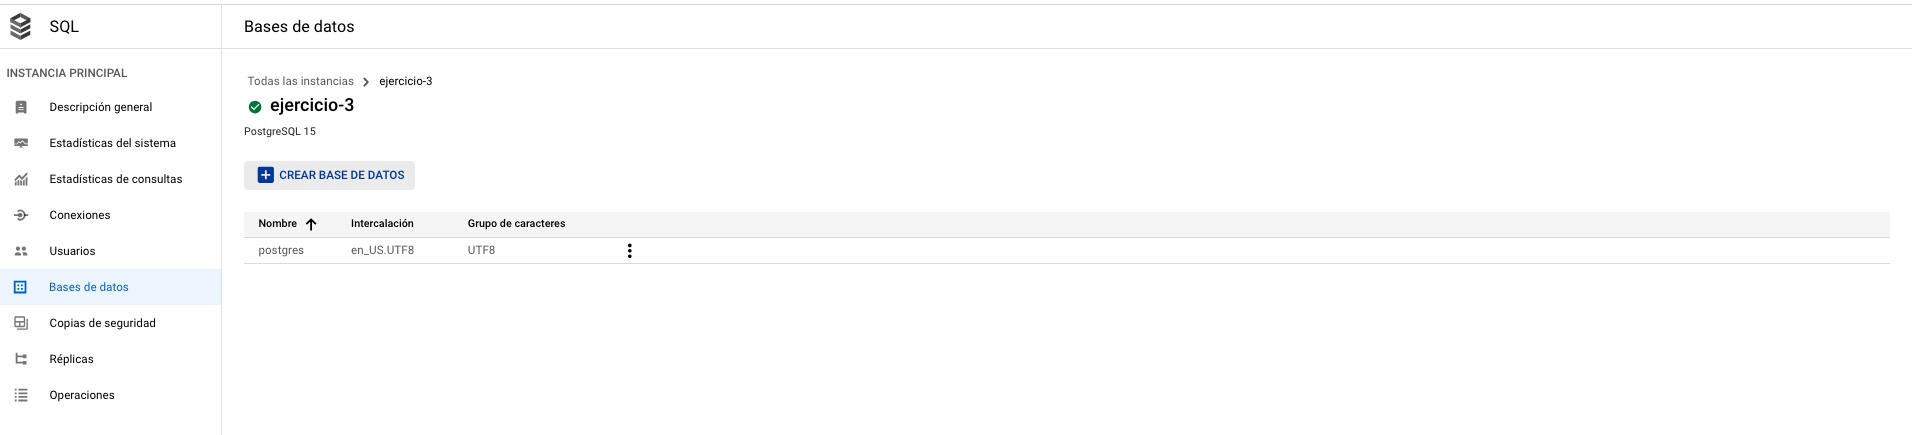 SQL
Bases de datos
INSTANCIA PRINCIPAL
Descripción general
Estadísticas del sistema
Estadísticas de consultas
Conexiones
Usuarios
Bases de datos
Copias de seguridad
Réplicas
Operaciones
Todas las instancias > ejercicio-3
ejercicio-3
PostgreSQL 15
CREAR BASE DE DATOS
Nombre Intercalación Grupo de caracteres
postgres en_US.UTF8 UTF8